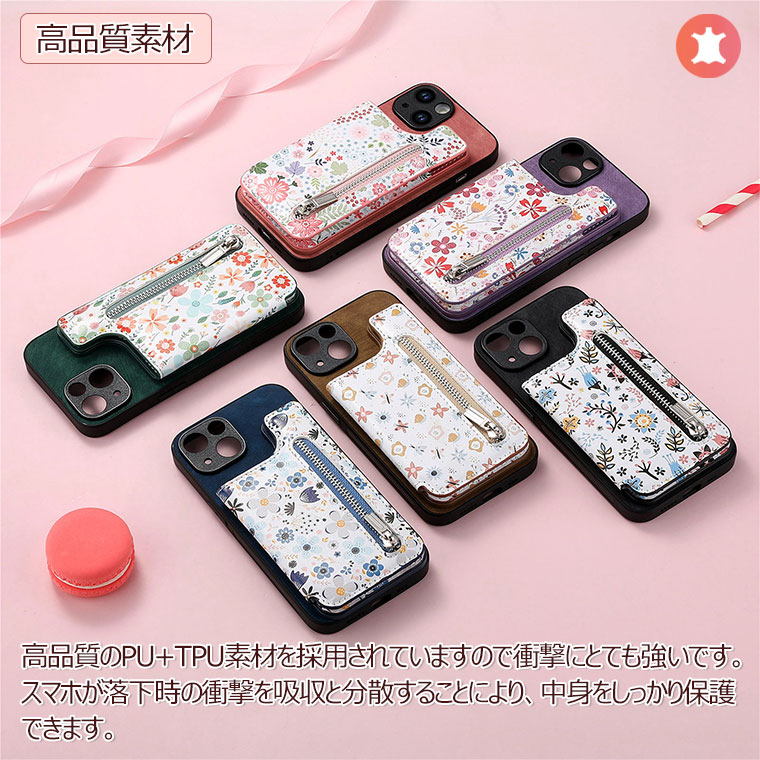 高品質素材
高品質のPU+TPU素材を採用されていますので衝撃にとても強いです。
スマホが落下時の衝撃を吸収と分散することにより、中身をしっかり保護
できます。